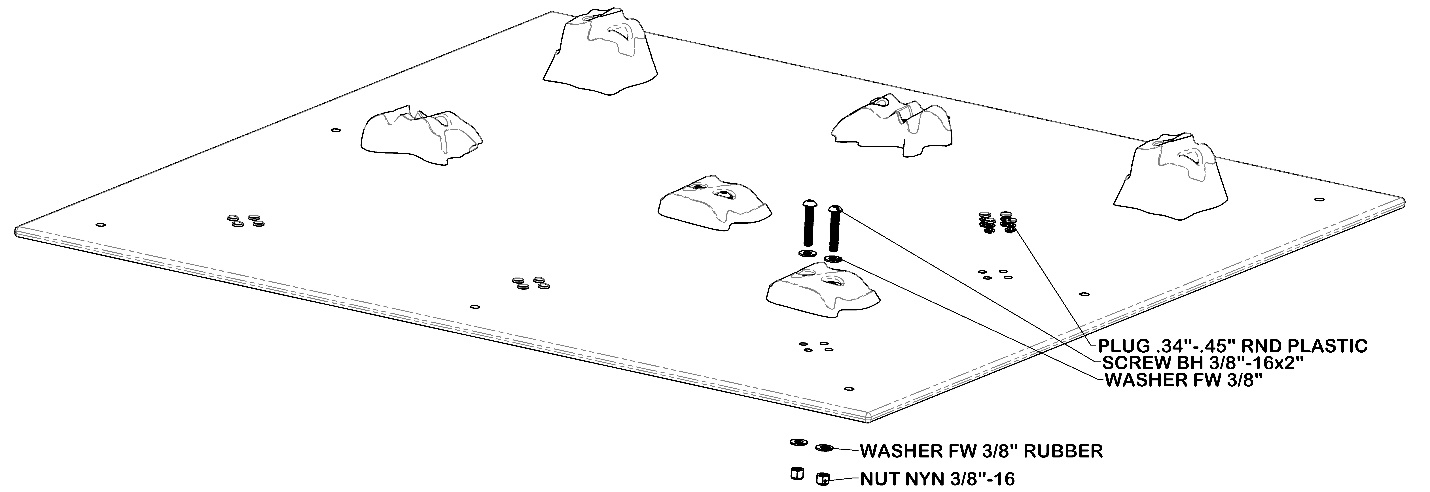 PLUG .34"-.45" RND PLASTIC
SCREW BH 3/8"-16x2"
WASHER FW 3/8"
WASHER FW 3/8" RUBBER
NUT NYN 3/8"-16